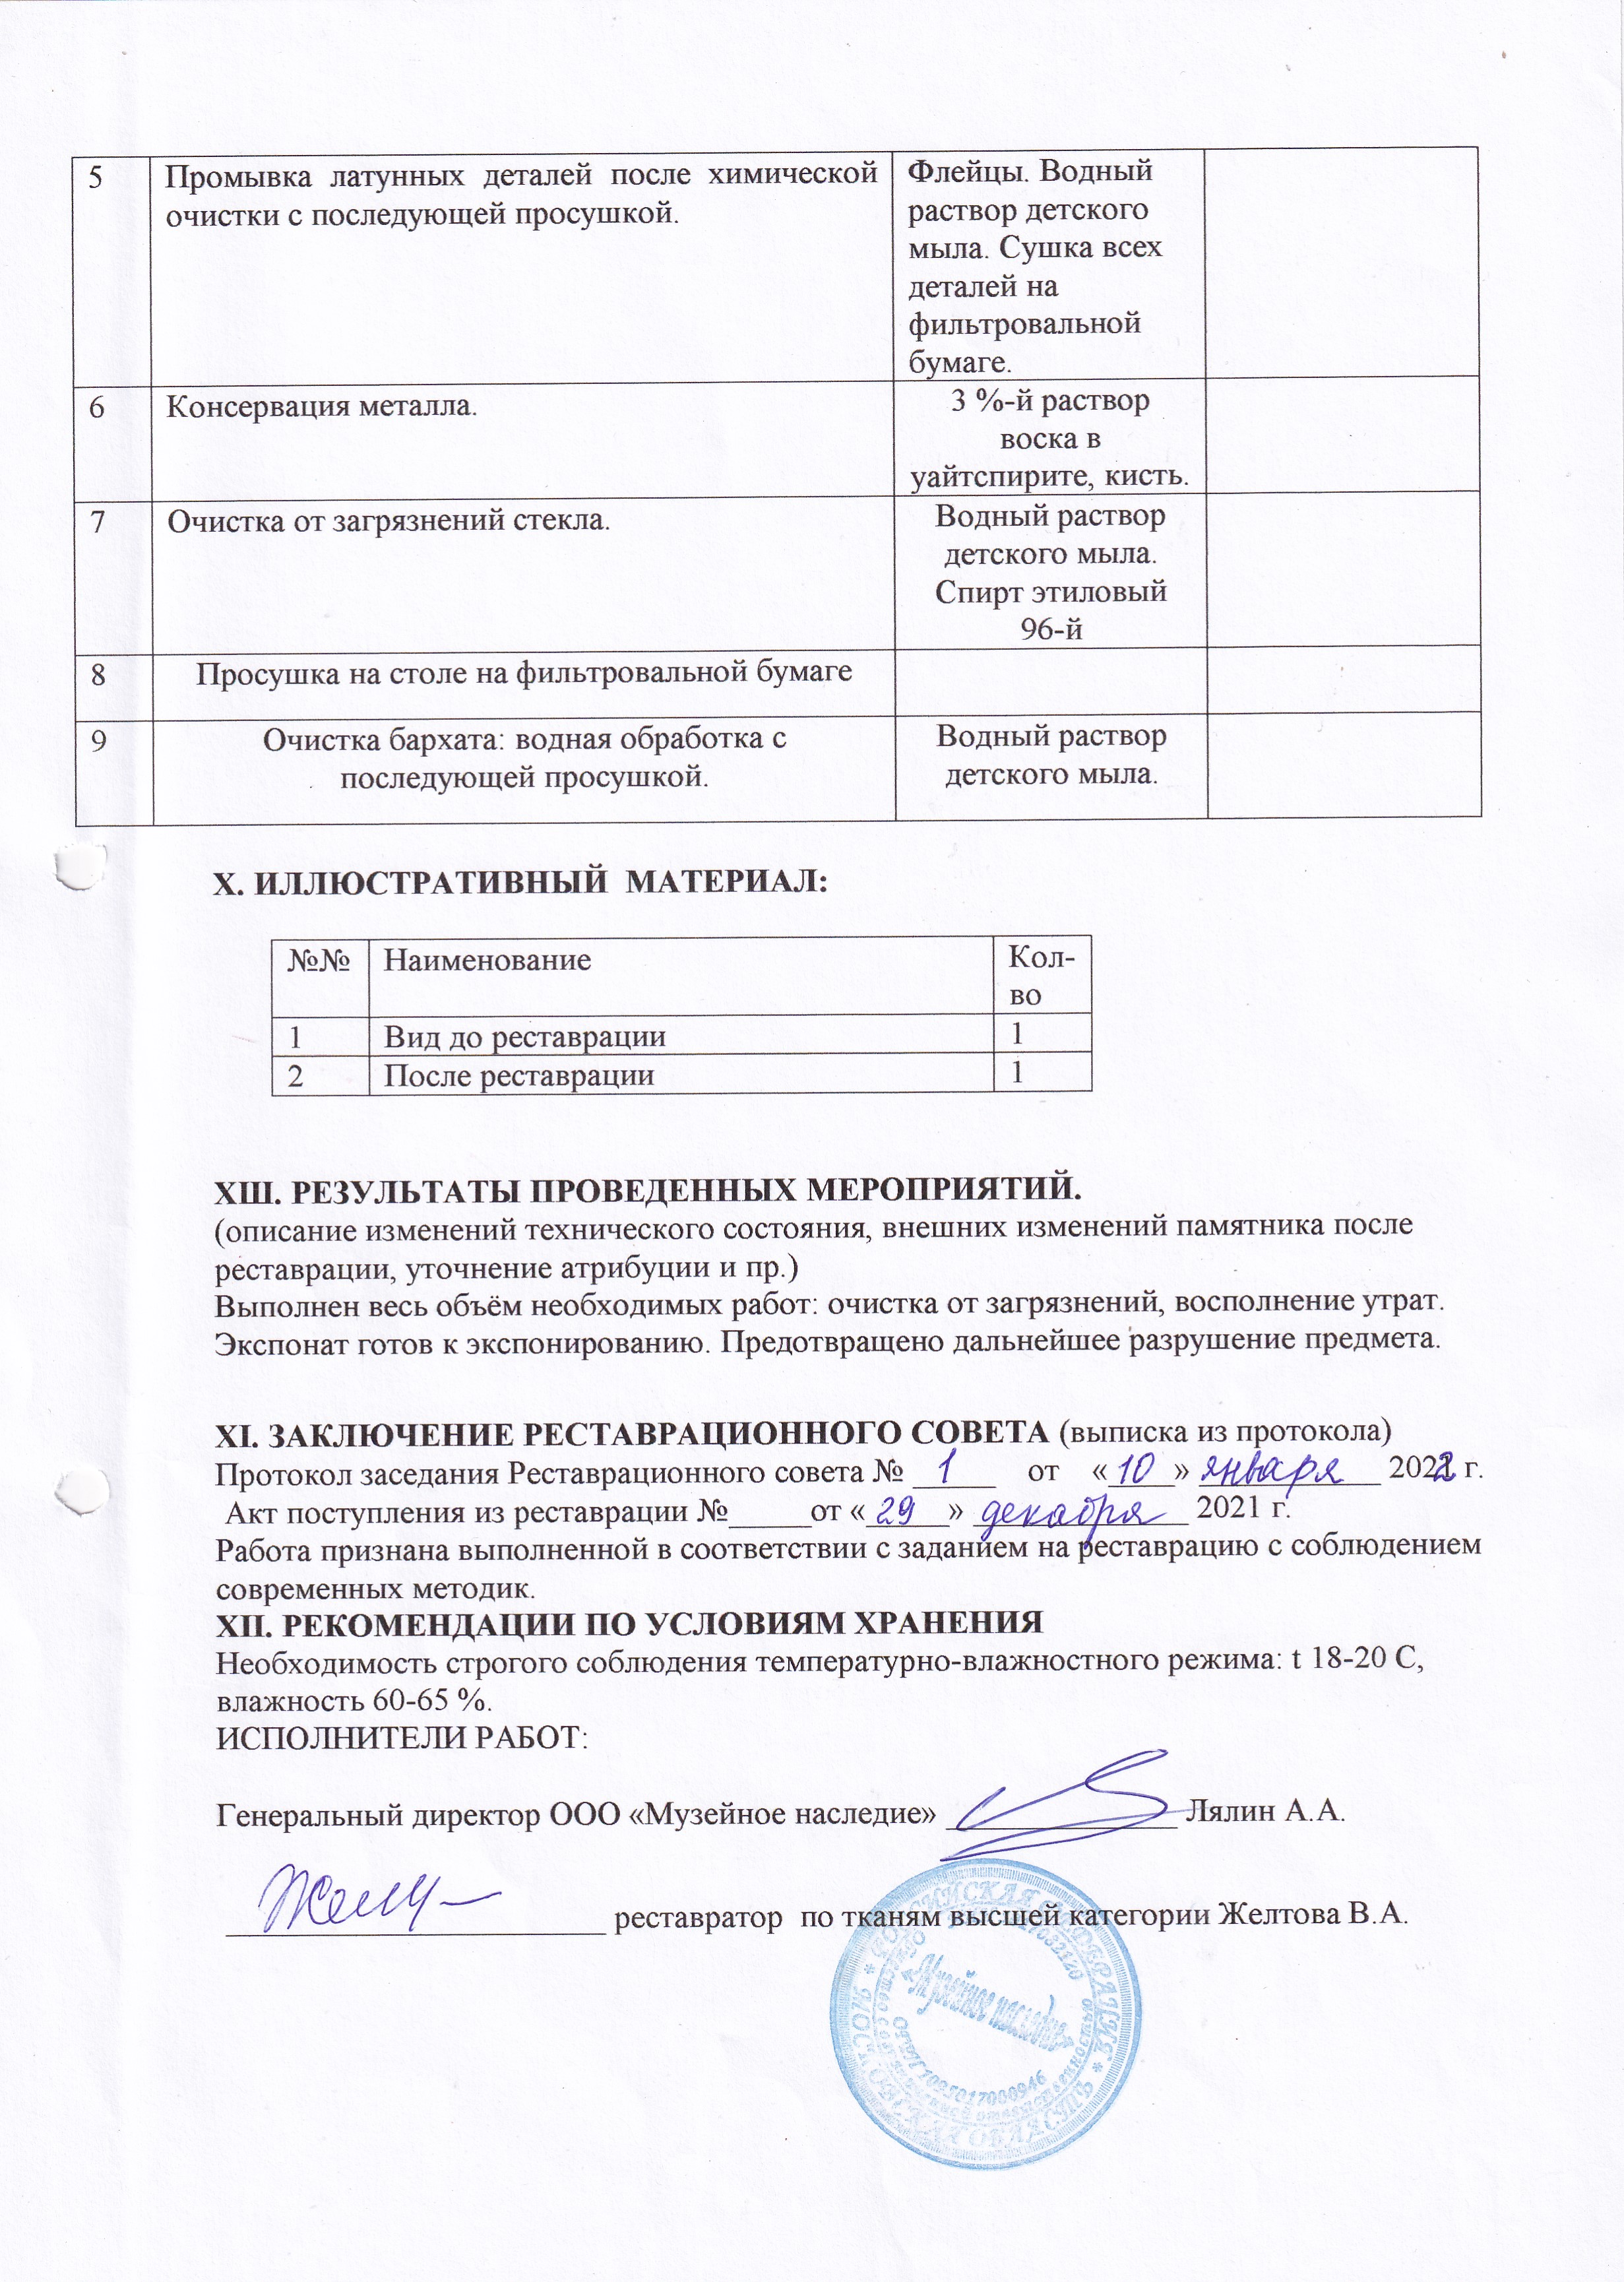 5 Промывка латунных деталей после химической
очистки с последующей просушкой.
Флейцы. Водный
раствор детского
мыла. Сушка всех
деталей на
фильтровальной
бумаге.
6 Консервация металла.
3 %-й раствор
воска в
уайтспирите, кисть.
7 Очистка от загрязнений стекла.
Водный раствор
детского мыла.
Спирт этиловый
96-й
8 Просушка на столе на фильтровальной бумаге
9 Очистка бархата: водная обработка с
последующей просушкой.
Водный раствор
детского мыла.
X. ИЛЛЮСТРАТИВНЫЙ МАТЕРИАЛ:
№№ Наименование Кол-
во
1 Вид до реставрации 1
2 После реставрации 1
XШ. РЕЗУЛЬТАТЫ ПРОВЕДЕННЫХ МЕРОПРИЯТИЙ.
(описание изменений технического состояния, внешних изменений памятника после
реставрации, уточнение атрибуции и пр.)
Выполнен весь объём необходимых работ: очистка от загрязнений, восполнение утрат.
Экспонат готов к экспонированию. Предотвращено дальнейшее разрушение предмета.
XI. ЗАКЛЮЧЕНИЕ РЕСТАВРАЦИОННОГО СОВЕТА (выписка из протокола)
Протокол заседания Реставрационного совета № 1 от «10» января 2022 г.
Акт поступления из реставрации №_____от «29» декабря 2021 г.
Работа признана выполненной в соответствии с заданием на реставрацию с соблюдением
современных методик.
XII. РЕКОМЕНДАЦИИ ПО УСЛОВИЯМ ХРАНЕНИЯ
Необходимость строгого соблюдения температурно-влажностного режима: t 18-20 С,
влажность 60-65 %.
ИСПОЛНИТЕЛИ РАБОТ:
Генеральный директор ООО «Музейное наследие» ______________ Лялин А.А.
_______________________ реставратор по тканям высшей категории Желтова В.А.
* РОССИЙСКАЯ ФЕДЕРАЦИЯ *
«Музейное наследие»